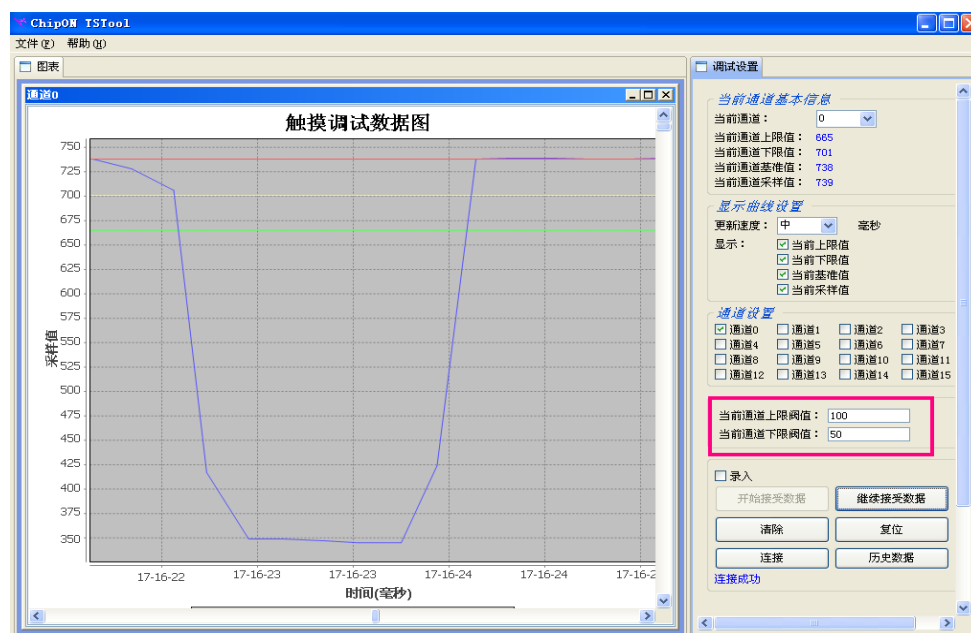 ChipON TSTool
文件(F) 帮助(H)
图表
通道0
触摸调试数据图
750
725
700
675
650
625
600
575
550
525
500
475
450
425
400
375
350
采样值
17-16-22 17-16-23 17-16-23 17-16-24 17-16-24 17-16-2
时间(毫秒)
调试设置
当前通道基本信息
当前通道: 0
当前通道上限值: 665
当前通道下限值: 701
当前通道基准值: 738
当前通道采样值: 739
显示曲线设置
更新速度: 中 毫秒
显示: 当前上限值
当前下限值
当前基准值
当前采样值
通道设置
通道0 通道1 通道2 通道3
通道4 通道5 通道6 通道7
通道8 通道9 通道10 通道11
通道12 通道13 通道14 通道15
当前通道上限阀值: 100
当前通道下限阀值: 50
录入
开始接受数据 继续接受数据
清除 复位
连接 历史数据
连接成功